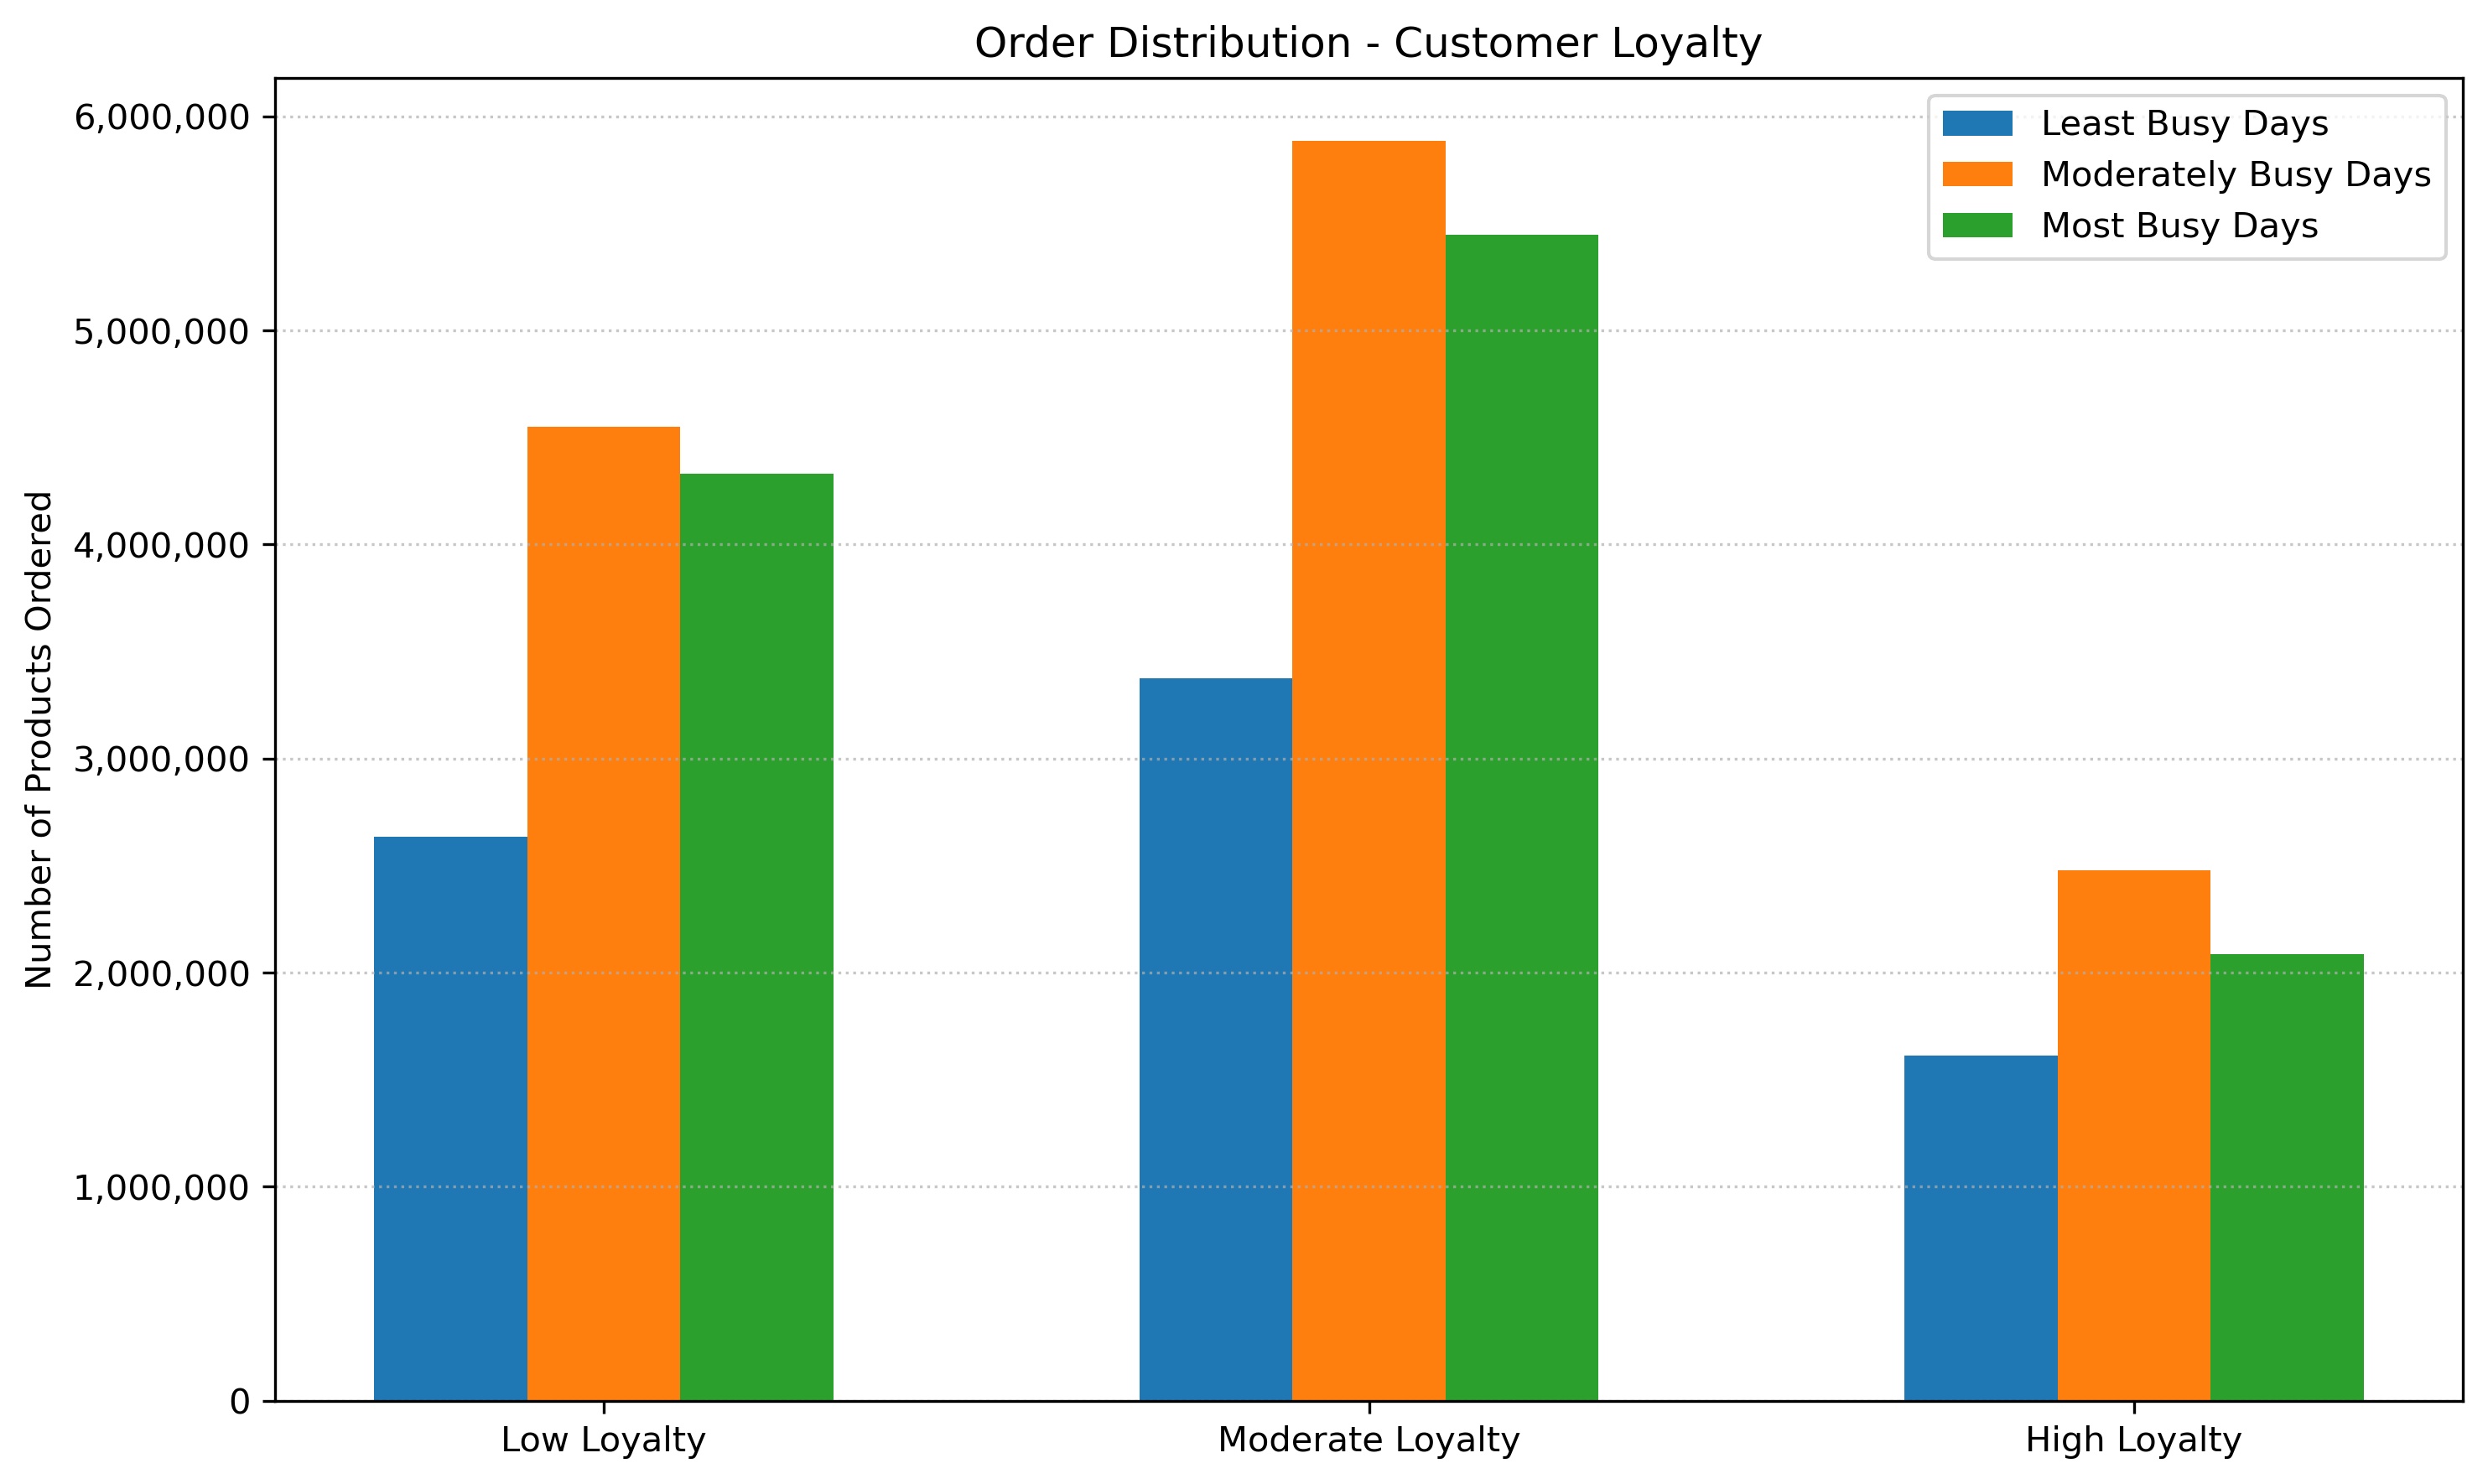 Order Distribution - Customer Loyalty
Number of Products Ordered
6,000,000
5,000,000
4,000,000
3,000,000
2,000,000
1,000,000
0
Least Busy Days
Moderately Busy Days
Most Busy Days
Low Loyalty
Moderate Loyalty
High Loyalty